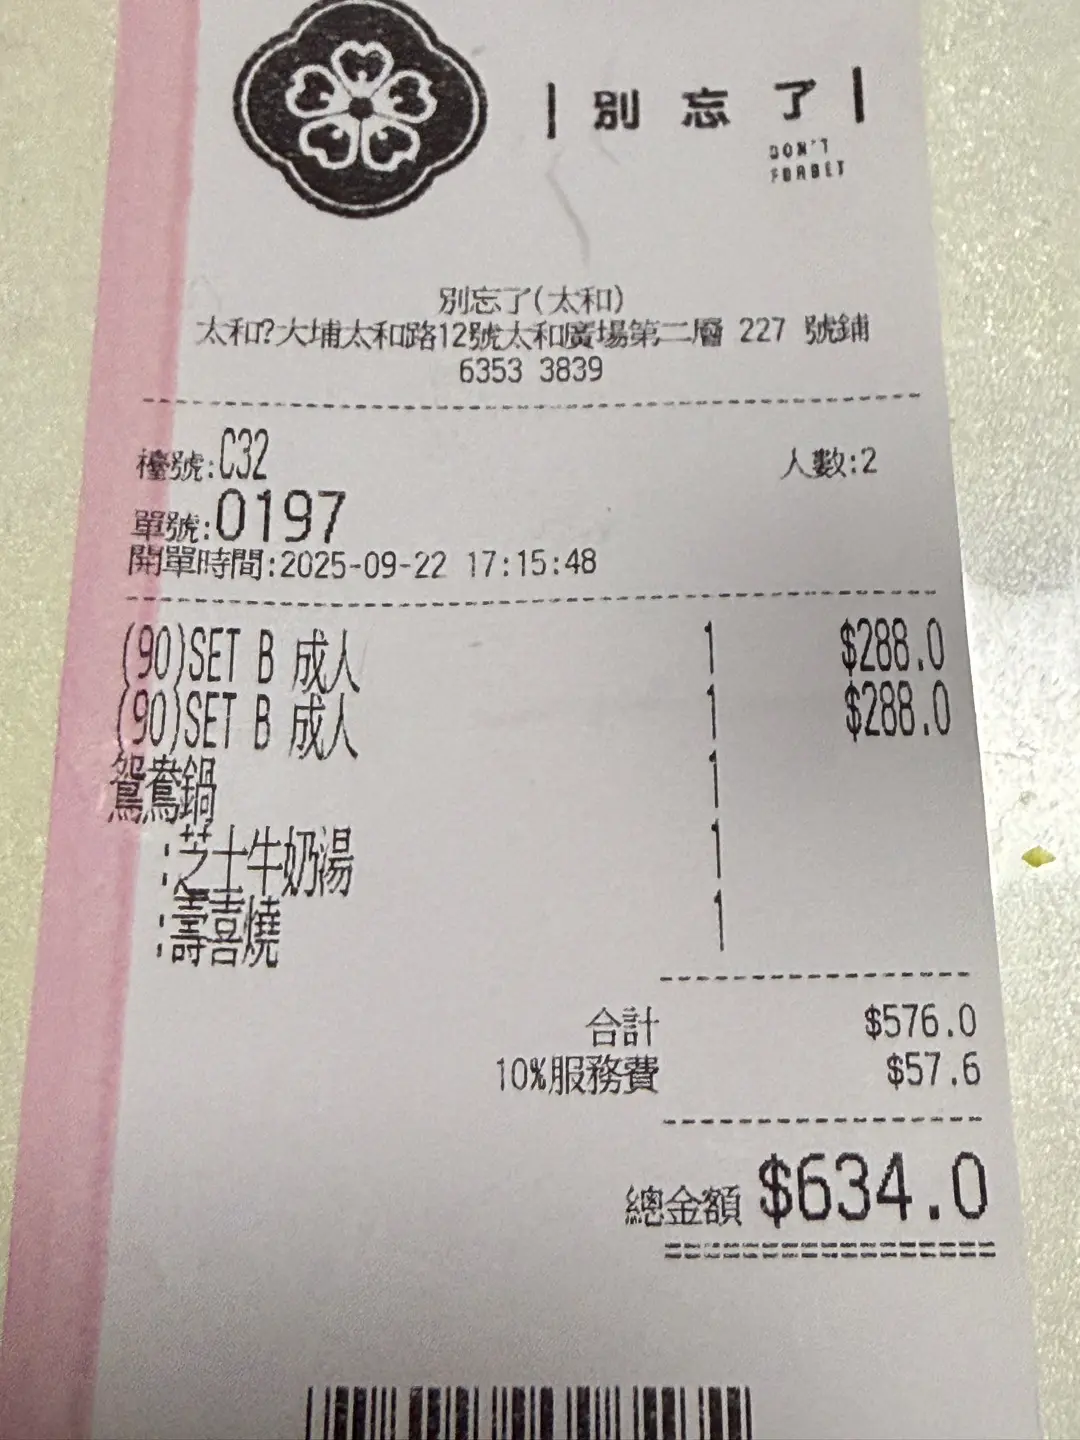 | 別忘了 |
DON'T
FORGET
別忘了(太和)
太和?大埔太和路12號太和廣場第二層 227 號鋪
6353 3839
檯號:C32 人數:2
單號:0197
開單時間:2025-09-22 17:15:48
(90)SET B 成人 1 $288.0
(90)SET B 成人 1 $288.0
鴛鴦鍋 1
:芝士牛奶湯 1
:壽喜燒 1
合計 $576.0
10%服務費 $57.6
總金額 $634.0